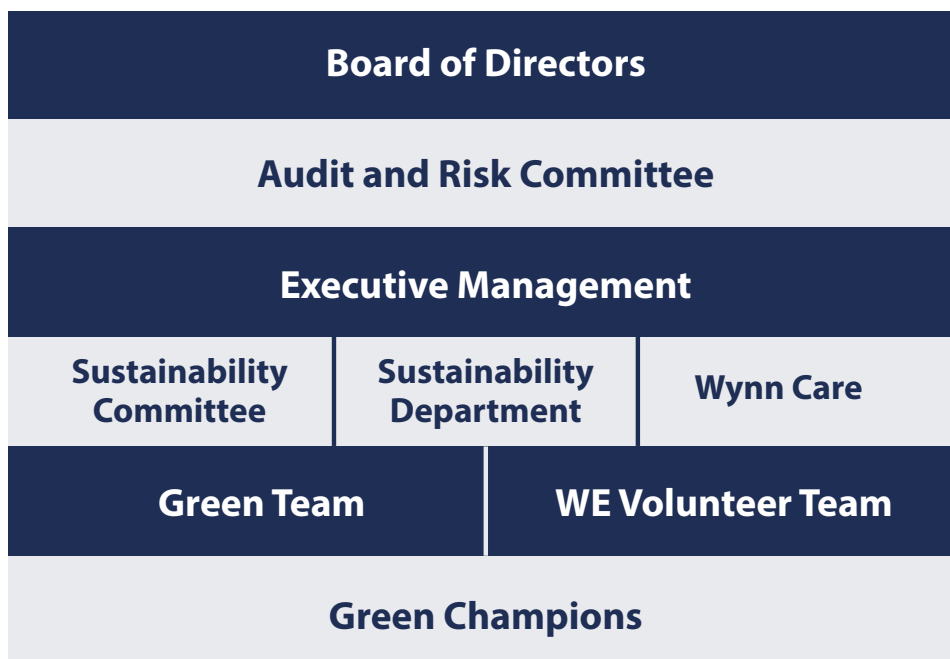 Board of Directors
Audit and Risk Committee
Executive Management
Sustainability
Committee
Sustainability
Department
Wynn Care
Green Team
WE Volunteer Team
Green Champions